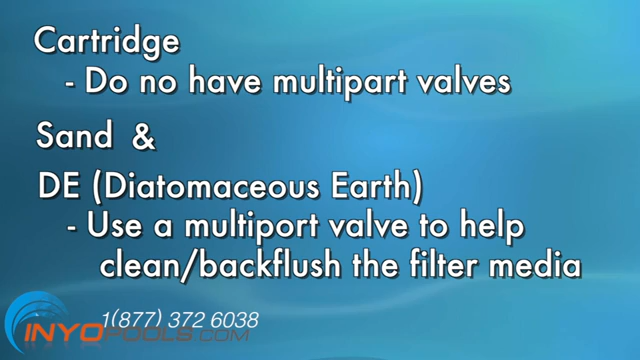 Cartridge
- Do no have multipart valves
Sand &
DE (Diatomaceous Earth)
- Use a multiport valve to help
clean/backflush the filter media
1(877) 372 6038
INYOPOOLS.COM